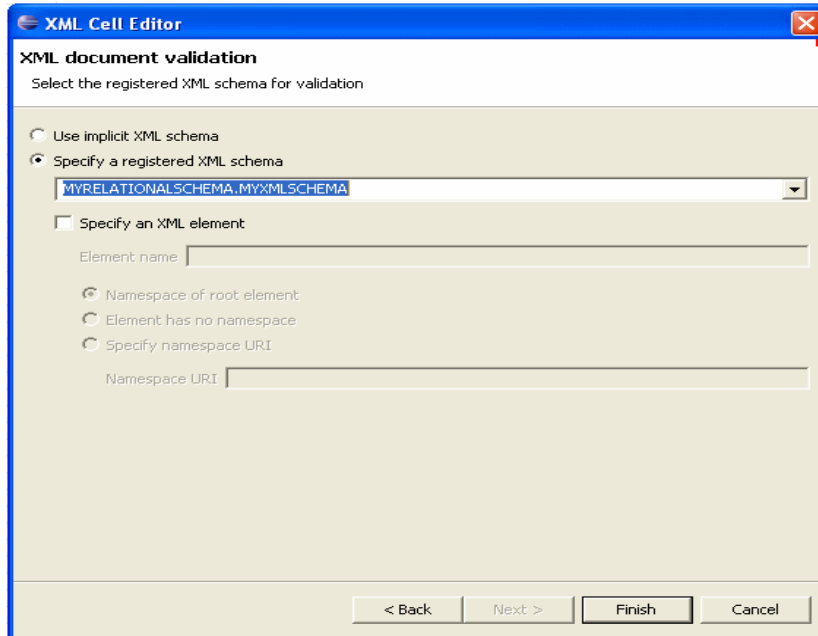 XML Cell Editor
XML document validation
Select the registered XML schema for validation
Use implicit XML schema
Specify a registered XML schema
MYRELATIONALSCHEMA.MYXMLSCHEMA
Specify an XML element
Element name
Namespace of root element
Element has no namespace
Specify namespace URI
Namespace URI
< Back Next > Finish Cancel